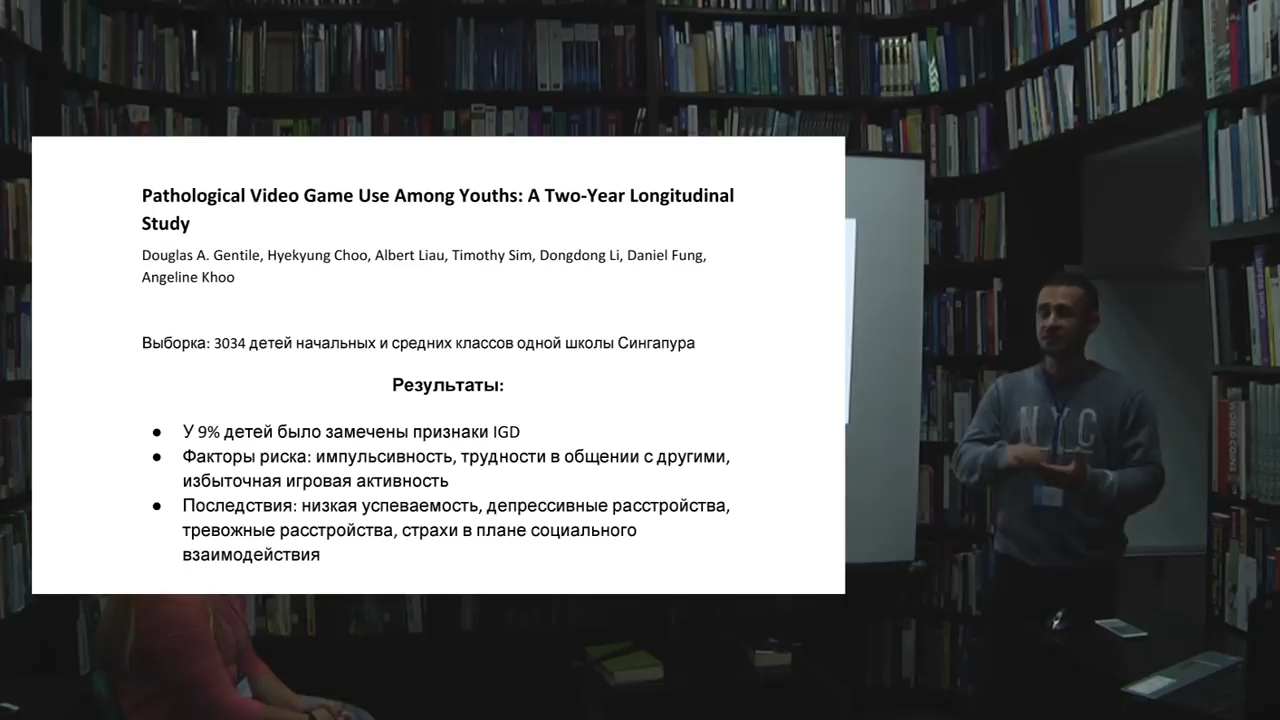 Pathological Video Game Use Among Youths: A Two-Year Longitudinal
Study
Douglas A. Gentile, Hyekyung Choo, Albert Liau, Timothy Sim, Dongdong Li, Daniel Fung,
Angeline Khoo
Выборка: 3034 детей начальных и средних классов одной школы Сингапура
Результаты:
● У 9% детей было замечены признаки IGD
● Факторы риска: импульсивность, трудности в общении с другими,
избыточная игровая активность
● Последствия: низкая успеваемость, депрессивные расстройства,
тревожные расстройства, страхи в плане социального
взаимодействия
NYC
WORLD COINS